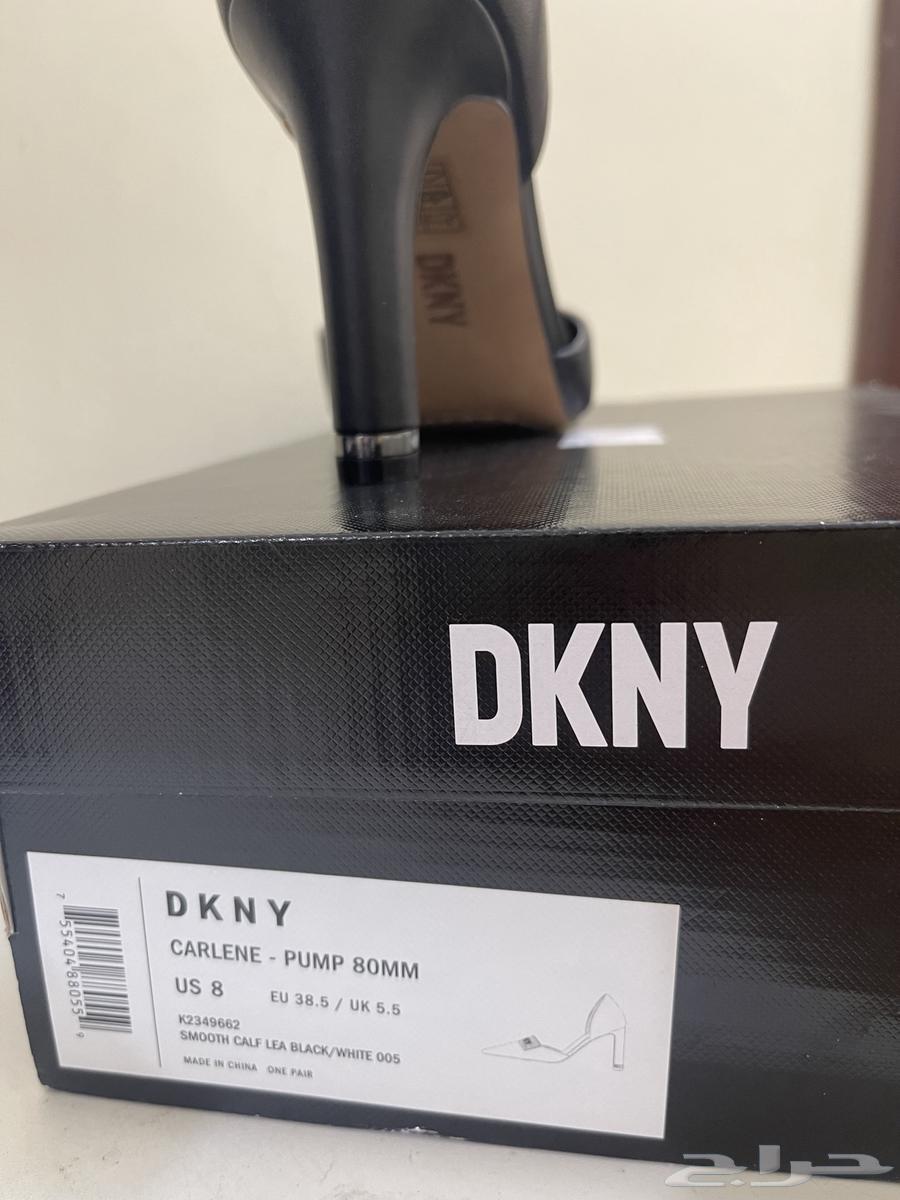 DKNY
DKNY
DKNY
CARLENE - PUMP 80MM
US 8
EU 38.5 / UK 5.5
K2349662
SMOOTH CALF LEA BLACK/WHITE 005
MADE IN CHINA ONE PAIR
7 55404 88055 9
حراج